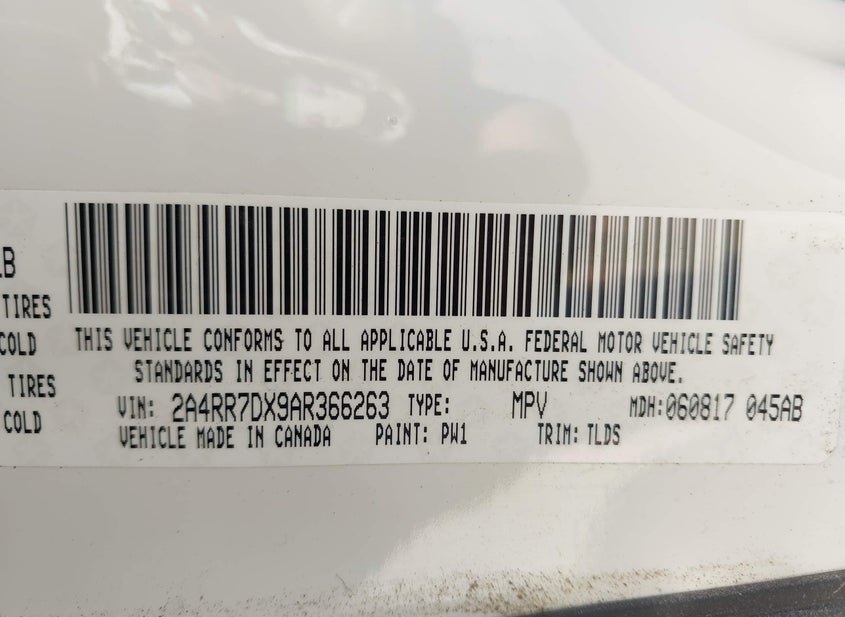 LB
TIRES
COLD
THIS VEHICLE CONFORMS TO ALL APPLICABLE U.S.A. FEDERAL MOTOR VEHICLE SAFETY
STANDARDS IN EFFECT ON THE DATE OF MANUFACTURE SHOWN ABOVE.
TIRES
VIN: 2A4RR7DX9AR366263 TYPE: MPV MDH:060817 045AB
COLD
VEHICLE MADE IN CANADA PAINT: PW1 TRIM: TLDS